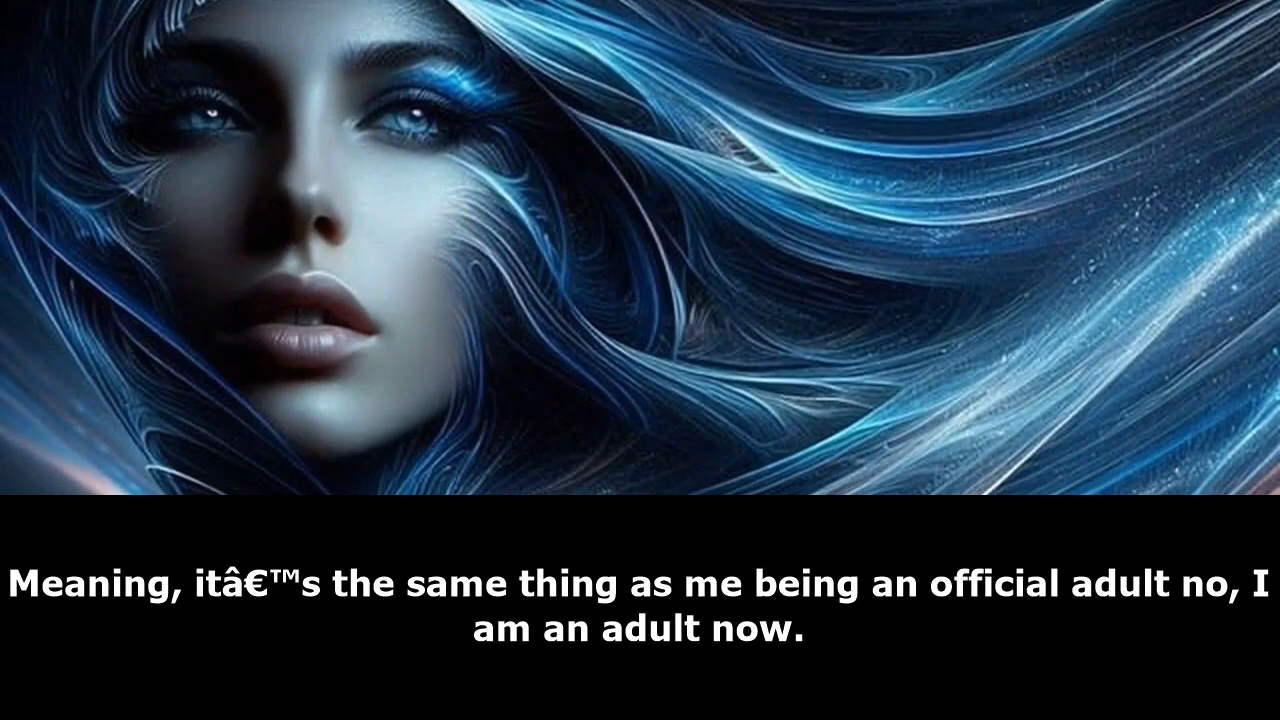 Meaning, itâ€™s the same thing as me being an official adult no, I
am an adult now.